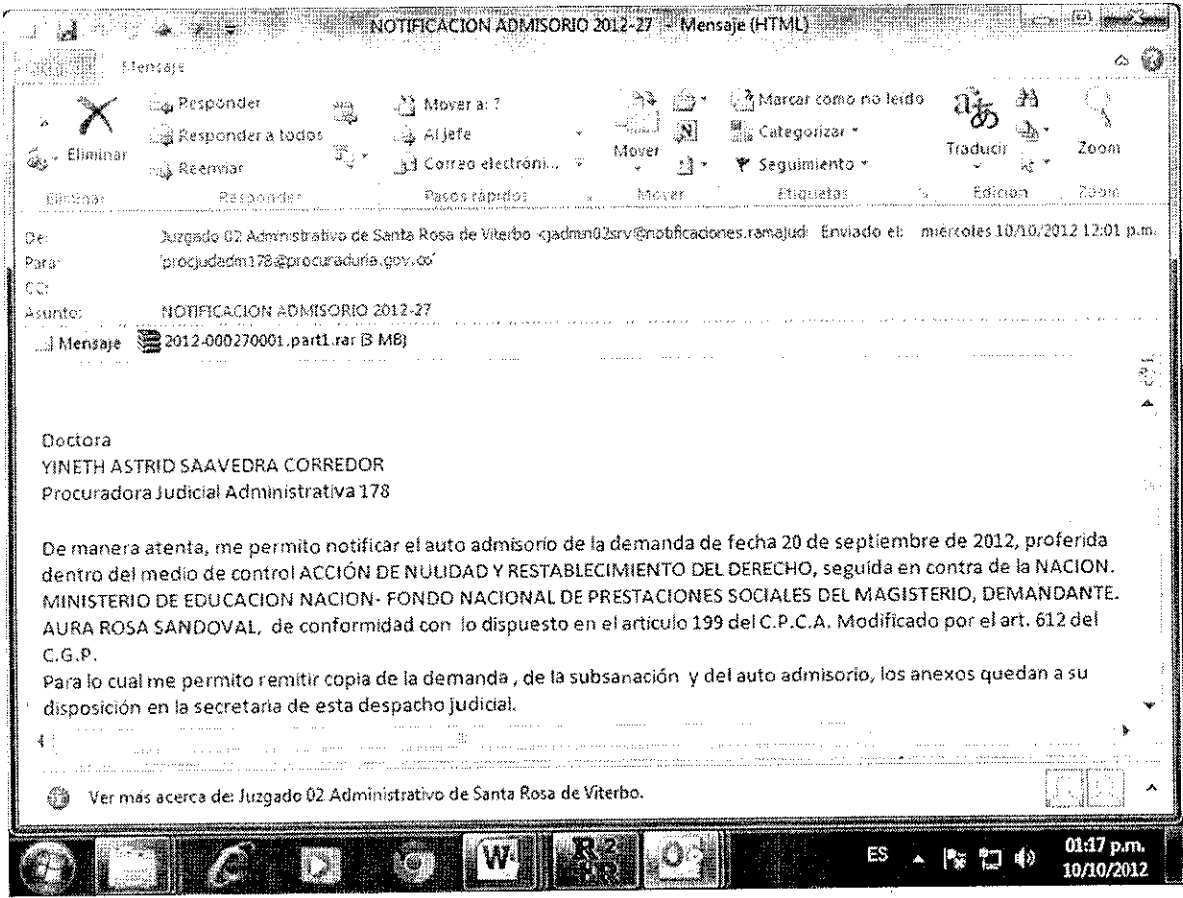 NOTIFICACION ADMISORIO 2012-27 - Mensaje (HTML)
Mensaje
Eliminar
Responder
Responder a todos
Reenviar
Mover a: ?
Al jefe
Correo electróni...
Mover
Marcar como no leído
Categorizar
Seguimiento
Traducir
Zoom
Eliminar Responder Pasos rápidos Mover Etiquetas Edición Zoom
De: Juzgado 02 Administrativo de Santa Rosa de Viterbo <jadmin02srv@notificaciones.ramajudi Enviado el: miércoles 10/10/2012 12:01 p.m.
Para: 'procjudadm178@procuraduria.gov.co'
CC:
Asunto: NOTIFICACION ADMISORIO 2012-27
Mensaje 2012-000270001.part1.rar (3 MB)
Doctora
YINETH ASTRID SAAVEDRA CORREDOR
Procuradora Judicial Administrativa 178
De manera atenta, me permito notificar el auto admisorio de la demanda de fecha 20 de septiembre de 2012, proferida
dentro del medio de control ACCIÓN DE NULIDAD Y RESTABLECIMIENTO DEL DERECHO, seguida en contra de la NACION.
MINISTERIO DE EDUCACION NACION- FONDO NACIONAL DE PRESTACIONES SOCIALES DEL MAGISTERIO, DEMANDANTE.
AURA ROSA SANDOVAL, de conformidad con lo dispuesto en el artículo 199 del C.P.C.A. Modificado por el art. 612 del
C.G.P.
Para lo cual me permito remitir copia de la demanda , de la subsanación y del auto admisorio, los anexos quedan a su
disposición en la secretaria de esta despacho judicial.
Ver más acerca de: Juzgado 02 Administrativo de Santa Rosa de Viterbo.
ES
01:17 p.m.
10/10/2012